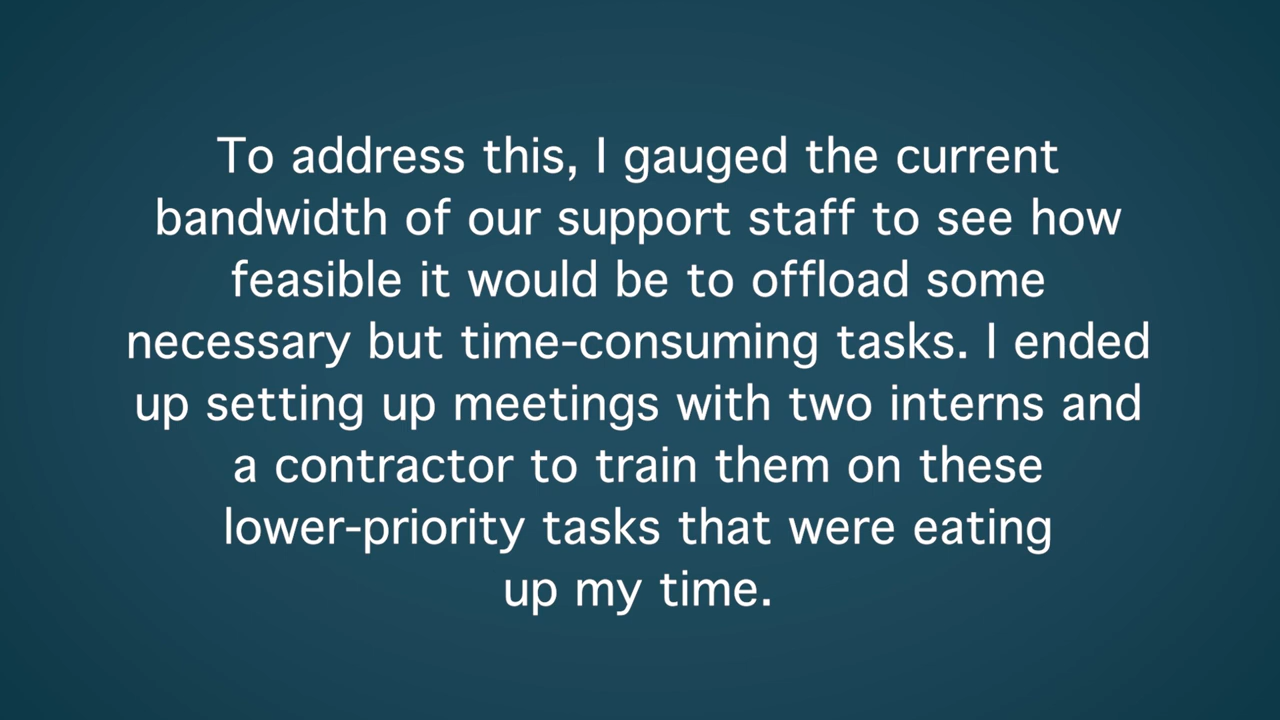 To address this, I gauged the current
bandwidth of our support staff to see how
feasible it would be to offload some
necessary but time-consuming tasks. I ended
up setting up meetings with two interns and
a contractor to train them on these
lower-priority tasks that were eating
up my time.